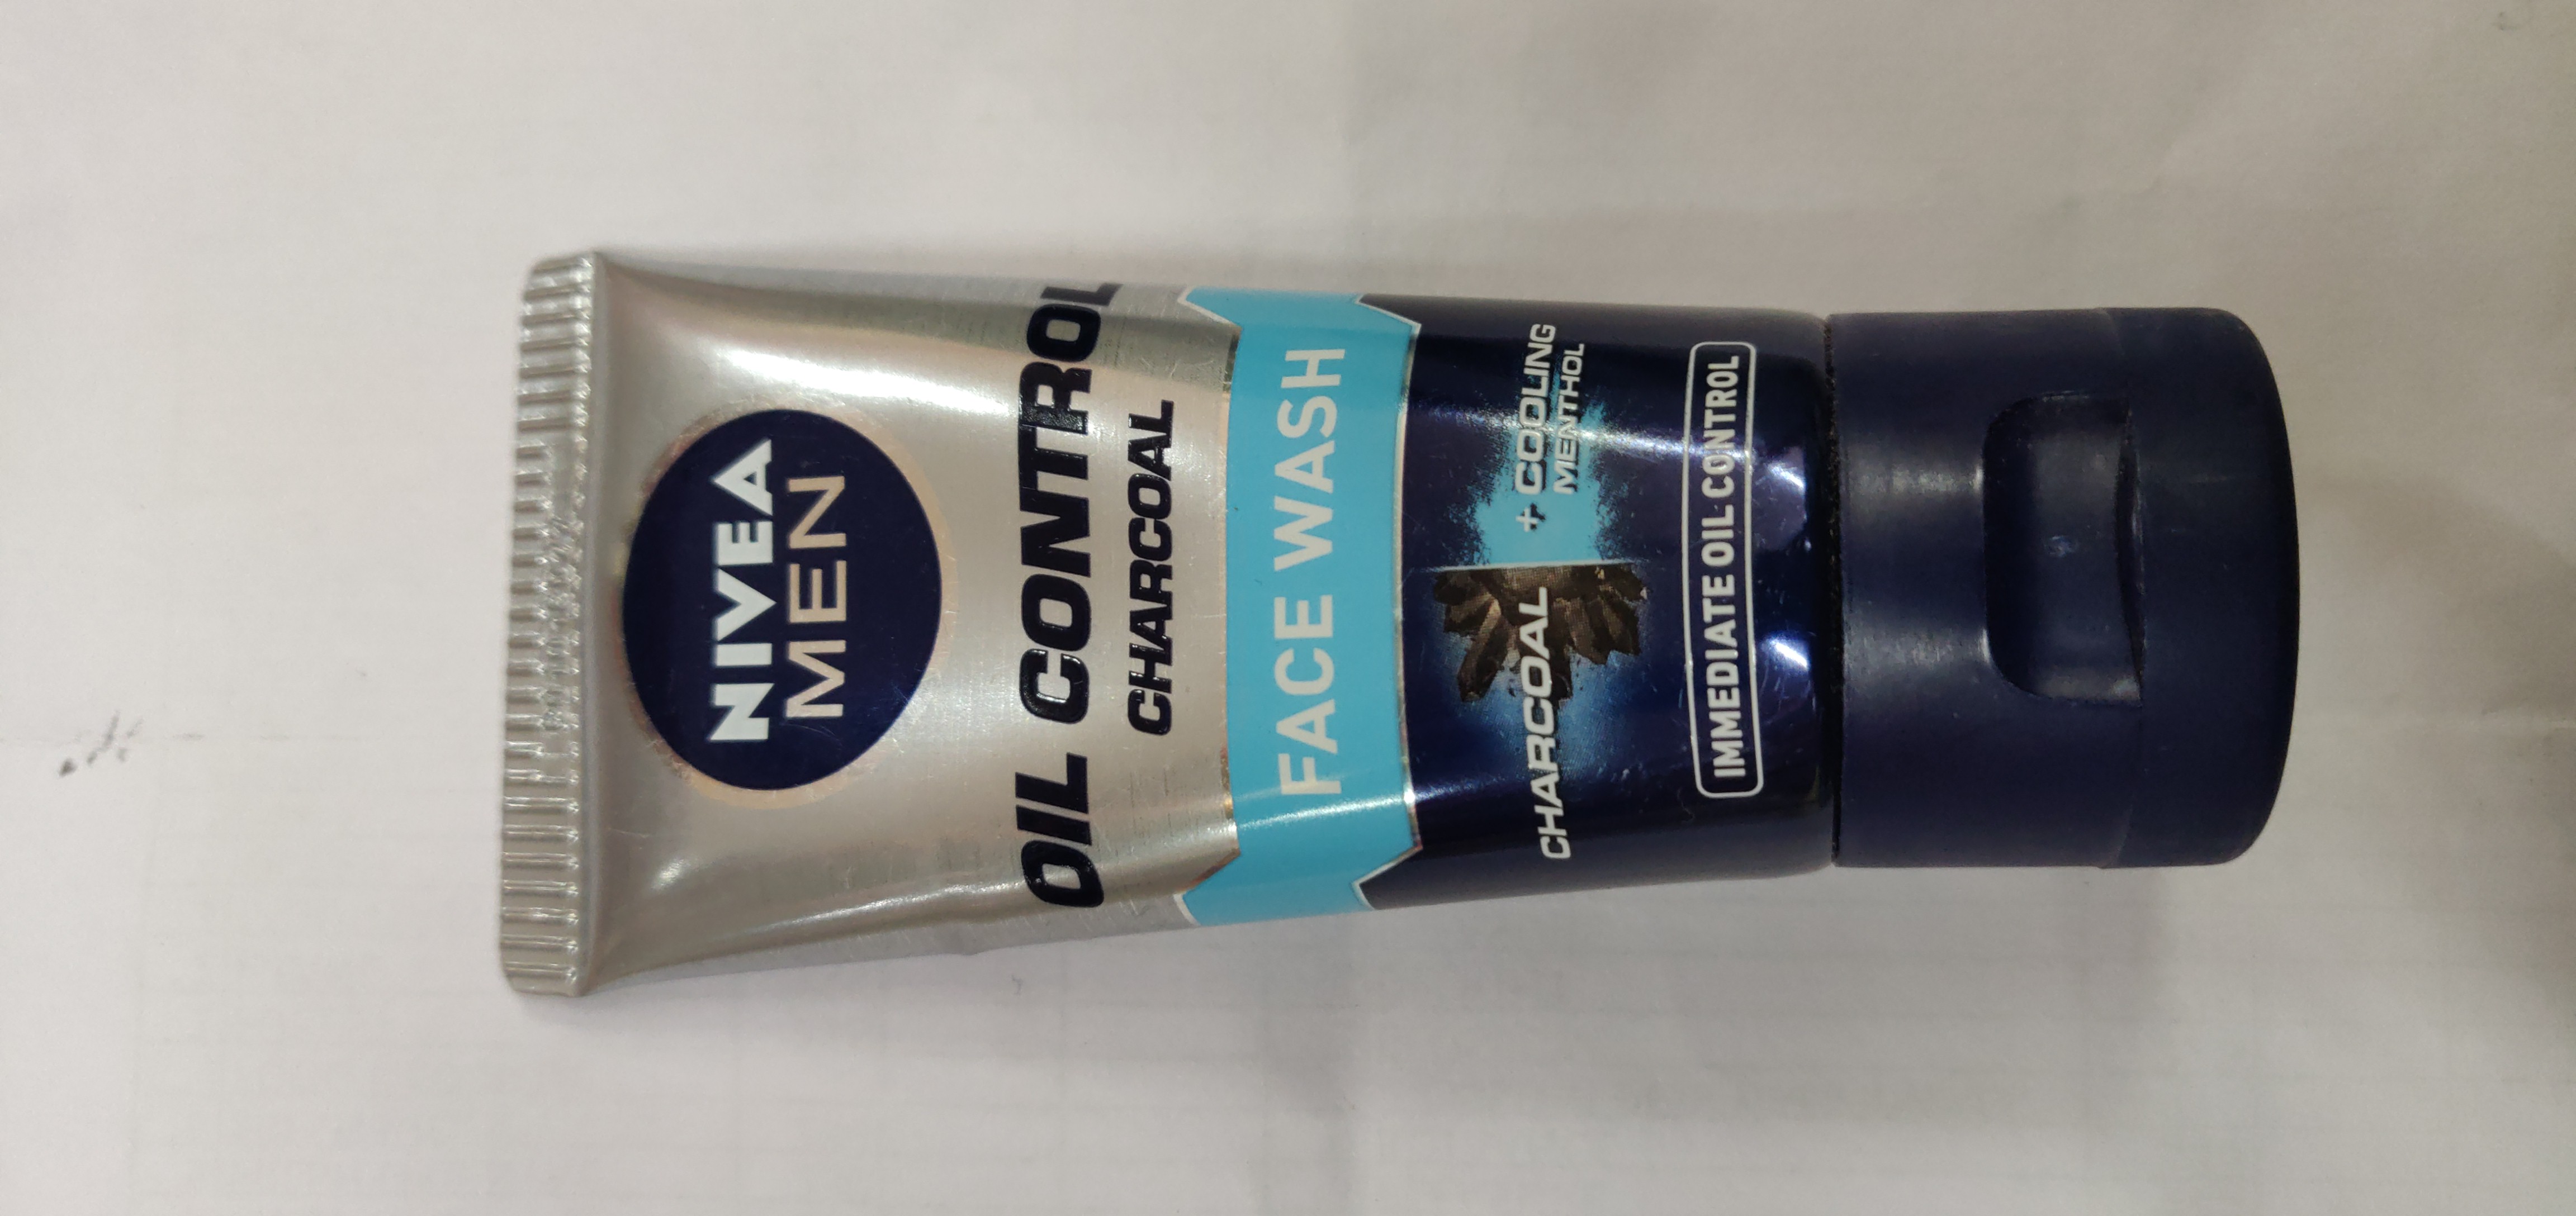 NIVEA
MEN
OIL CONTROL
CHARCOAL
FACE WASH
CHARCOAL
+ COOLING
MENTHOL
IMMEDIATE OIL CONTROL